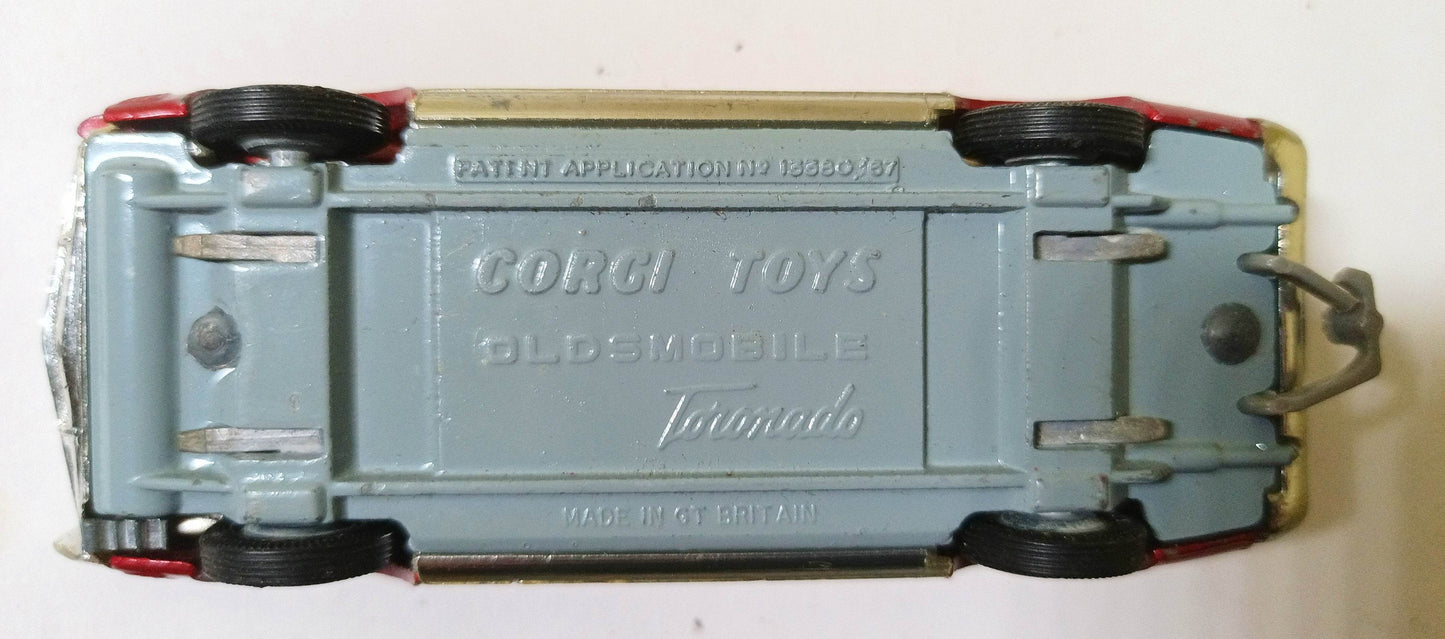 PATENT APPLICATION Nº 13380/67
CORGI TOYS
OLDSMOBILE
Toronado
MADE IN GT BRITAIN